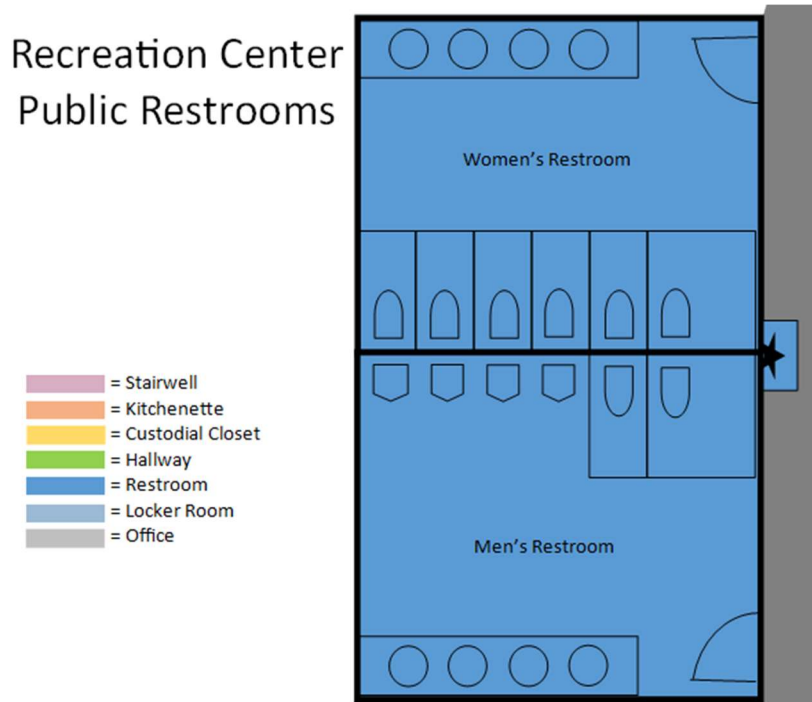 Recreation Center
Public Restrooms
Women's Restroom
= Stairwell
= Kitchenette
= Custodial Closet
= Hallway
= Restroom
= Locker Room
= Office
Men's Restroom